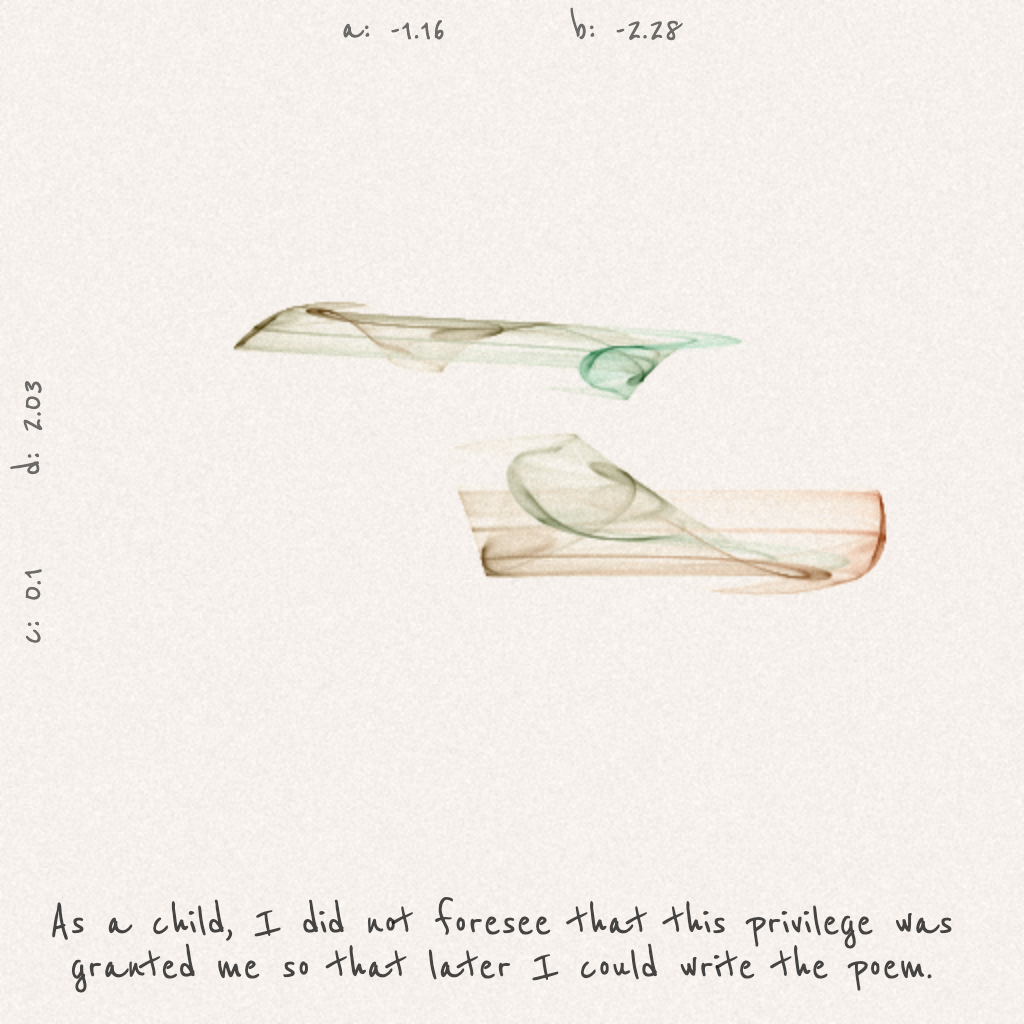 a: -1.16 b: -2.28
d: 2.03
c: 0.1
As a child, I did not foresee that this privilege was
granted me so that later I could write the poem.